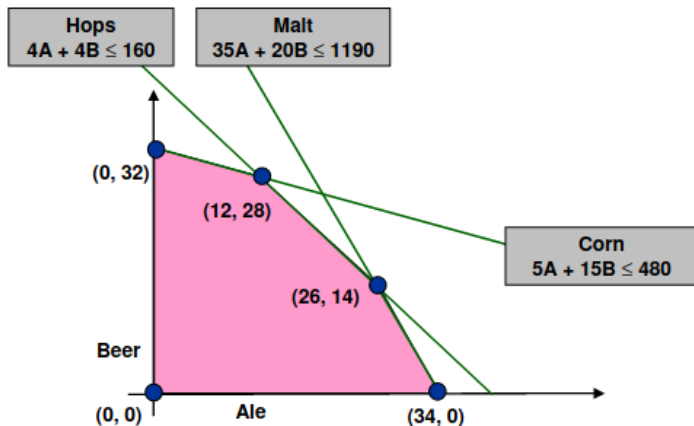 Hops
4A + 4B ≤ 160
Malt
35A + 20B ≤ 1190
(0, 32)
(12, 28)
Corn
5A + 15B ≤ 480
(26, 14)
Beer
(0, 0)
Ale
(34, 0)